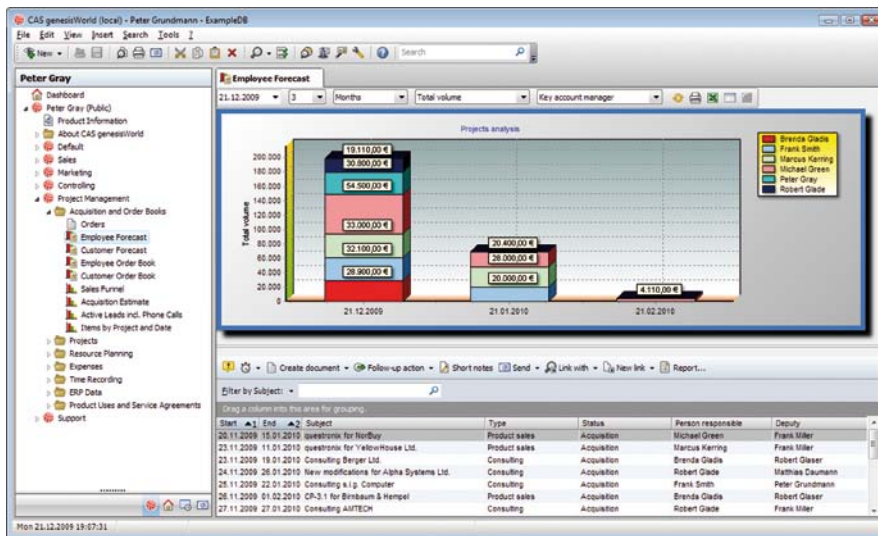 CAS genesisWorld (local) - Peter Grundmann - ExampleDB
File Edit View Insert Search Tools ?
New Search
Peter Gray
Dashboard
Peter Gray (Public)
Product Information
About CAS genesisWorld
Default
Sales
Marketing
Controlling
Project Management
Acquisition and Order Books
Orders
Employee Forecast
Customer Forecast
Employee Order Book
Customer Order Book
Sales Funnel
Acquisition Estimate
Active Leads incl. Phone Calls
Items by Project and Date
Projects
Resource Planning
Expenses
Time Recording
ERP Data
Product Uses and Service Agreements
Support
Employee Forecast
21.12.2009 3 Months Total volume Key account manager
Projects analysis
Total volume
200.000
180.000
160.000
140.000
120.000
100.000
80.000
60.000
40.000
20.000
0
19.110,00 €
30.800,00 €
54.500,00 €
33.000,00 €
32.100,00 €
28.900,00 €
20.400,00 €
28.000,00 €
20.000,00 €
4.110,00 €
21.12.2009 21.01.2010 21.02.2010
Brenda Gladis
Frank Smith
Marcus Kerring
Michael Green
Peter Gray
Robert Glade
Create document Follow-up action Short notes Send Link with New link Report...
Filter by Subject:
Drag a column into this area for grouping.
Start 1 End 2 Subject Type Status Person responsible Deputy
20.11.2009 15.01.2010 questronix for NorBuy Product sales Acquisition Michael Green Frank Miller
23.11.2009 11.01.2010 questronix for YellowHouse Ltd. Product sales Acquisition Marcus Kerring Frank Miller
23.11.2009 19.01.2010 Consulting Berger Ltd. Consulting Acquisition Brenda Gladis Robert Glaser
24.11.2009 26.01.2010 New modifications for Alpha Systems Ltd. Consulting Acquisition Robert Glade Matthias Daumann
25.11.2009 22.01.2010 Consulting s.i.g. Computer Consulting Acquisition Frank Smith Peter Grundmann
26.11.2009 01.02.2010 CP-3.1 for Birnbaum & Hempel Product sales Acquisition Brenda Gladis Robert Glaser
27.11.2009 27.01.2010 Consulting AMTECH Consulting Acquisition Robert Glade Frank Miller
Mon 21.12.2009 19:07:31